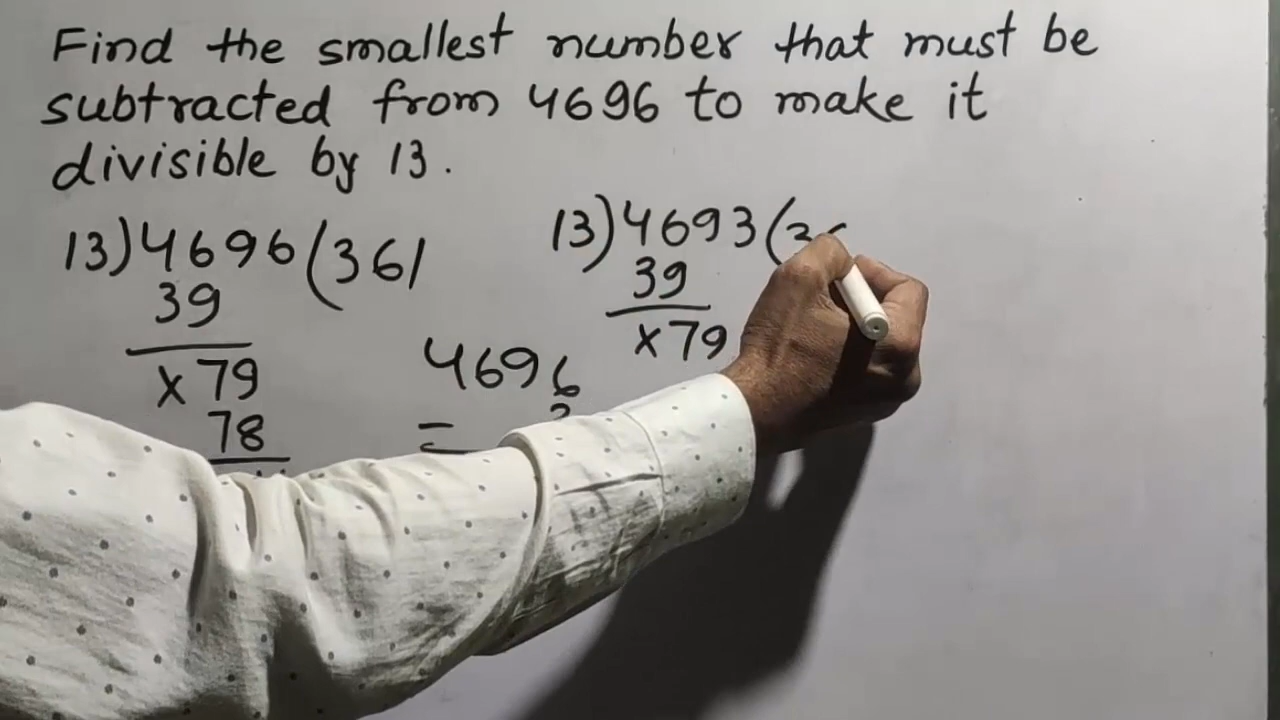 Find the smallest number that must be
subtracted from 4696 to make it
divisible by 13.
13)4696(361
39
x79
78
4696
=
13)4693(36
39
x79